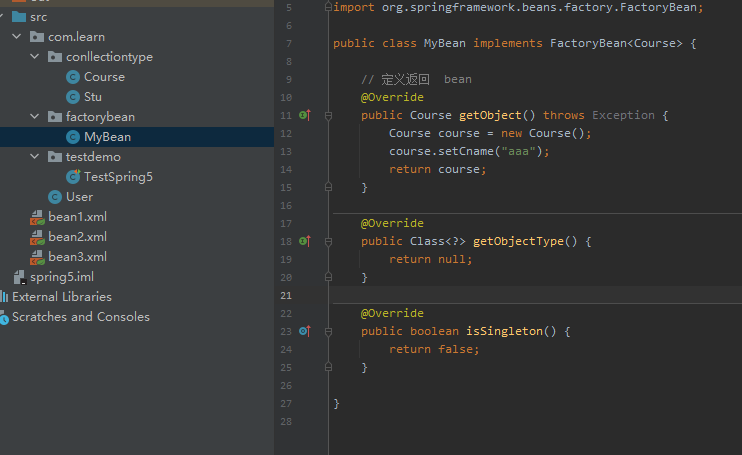 src
com.learn
conllectiontype
Course
Stu
factorybean
MyBean
testdemo
TestSpring5
User
bean1.xml
bean2.xml
bean3.xml
spring5.iml
External Libraries
Scratches and Consoles
5 import org.springframework.beans.factory.FactoryBean;
6
7 public class MyBean implements FactoryBean<Course> {
8
9 // 定义返回 bean
10 @Override
11 public Course getObject() throws Exception {
12 Course course = new Course();
13 course.setCname("aaa");
14 return course;
15 }
16
17 @Override
18 public Class<?> getObjectType() {
19 return null;
20 }
21
22 @Override
23 public boolean isSingleton() {
24 return false;
25 }
26
27 }
28